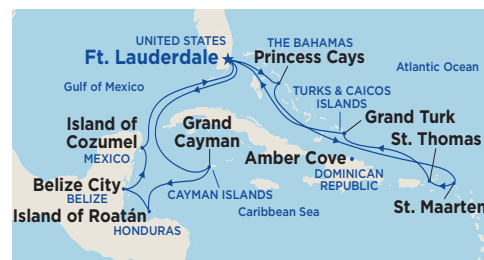 UNITED STATES
Ft. Lauderdale
THE BAHAMAS
Princess Cays
Atlantic Ocean
Gulf of Mexico
TURKS & CAICOS
ISLANDS
Grand Turk
Island of
Cozumel
MEXICO
Grand
Cayman
St. Thomas
Amber Cove
DOMINICAN
REPUBLIC
Belize City
BELIZE
CAYMAN ISLANDS
Island of Roatán
HONDURAS
Caribbean Sea
St. Maarten